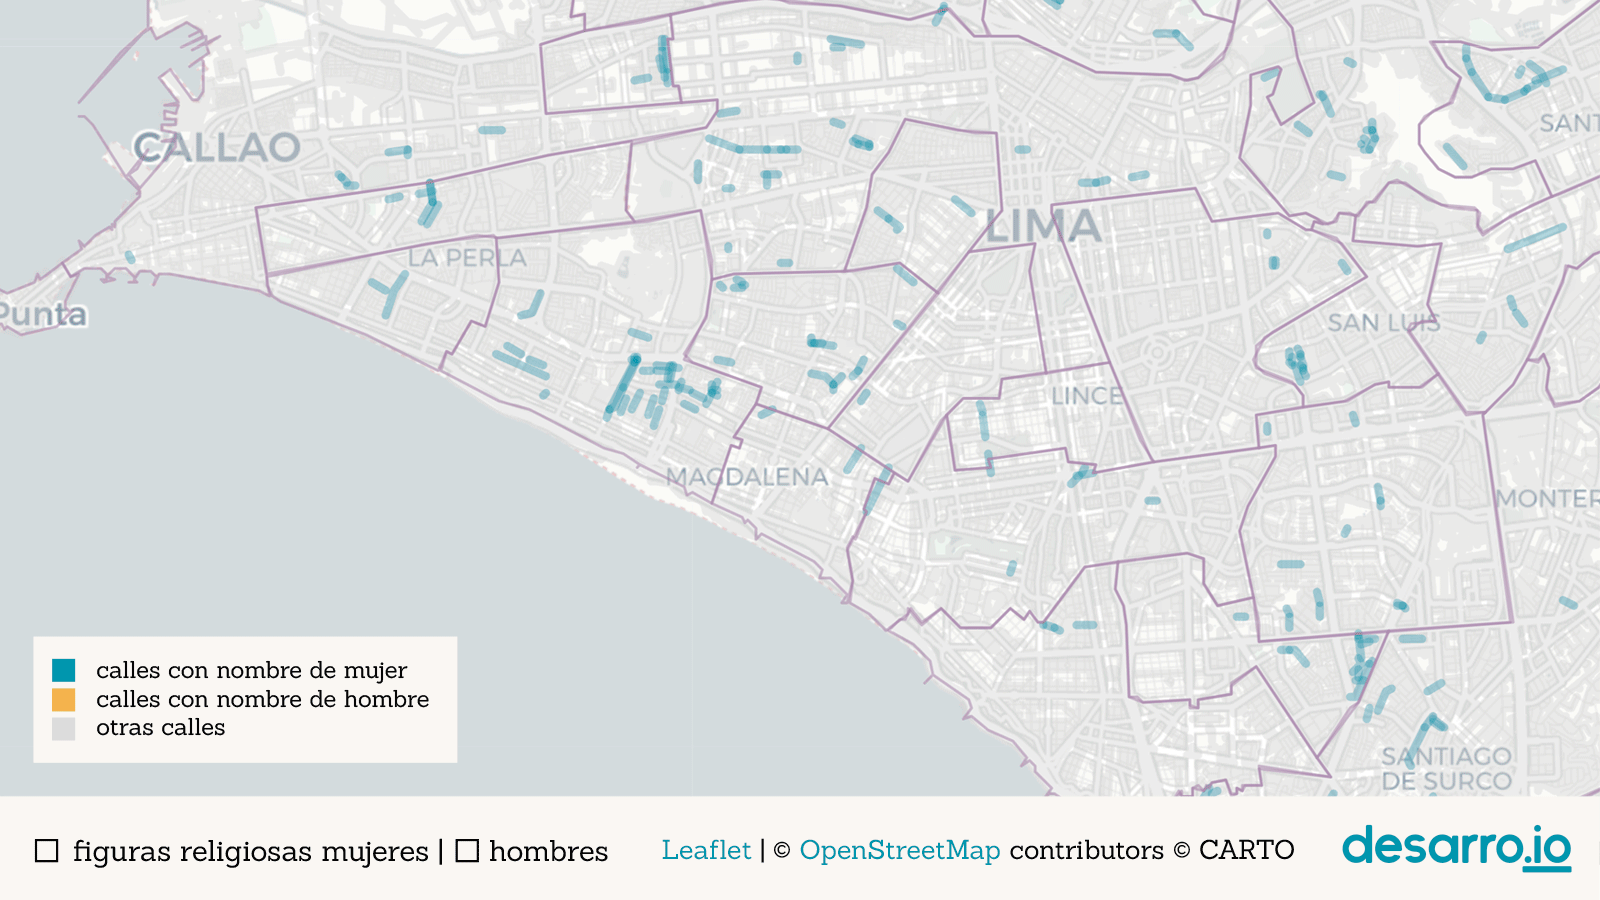 CALLAO
SANT
LIMA
LA PERLA
Punta
SAN LUIS
LINCE
MAGDALENA
MONTER
calles con nombre de mujer
calles con nombre de hombre
otras calles
SANTIAGO
DE SURCO
figuras religiosas mujeres | hombres
Leaflet | © OpenStreetMap contributors © CARTO
desarro.io